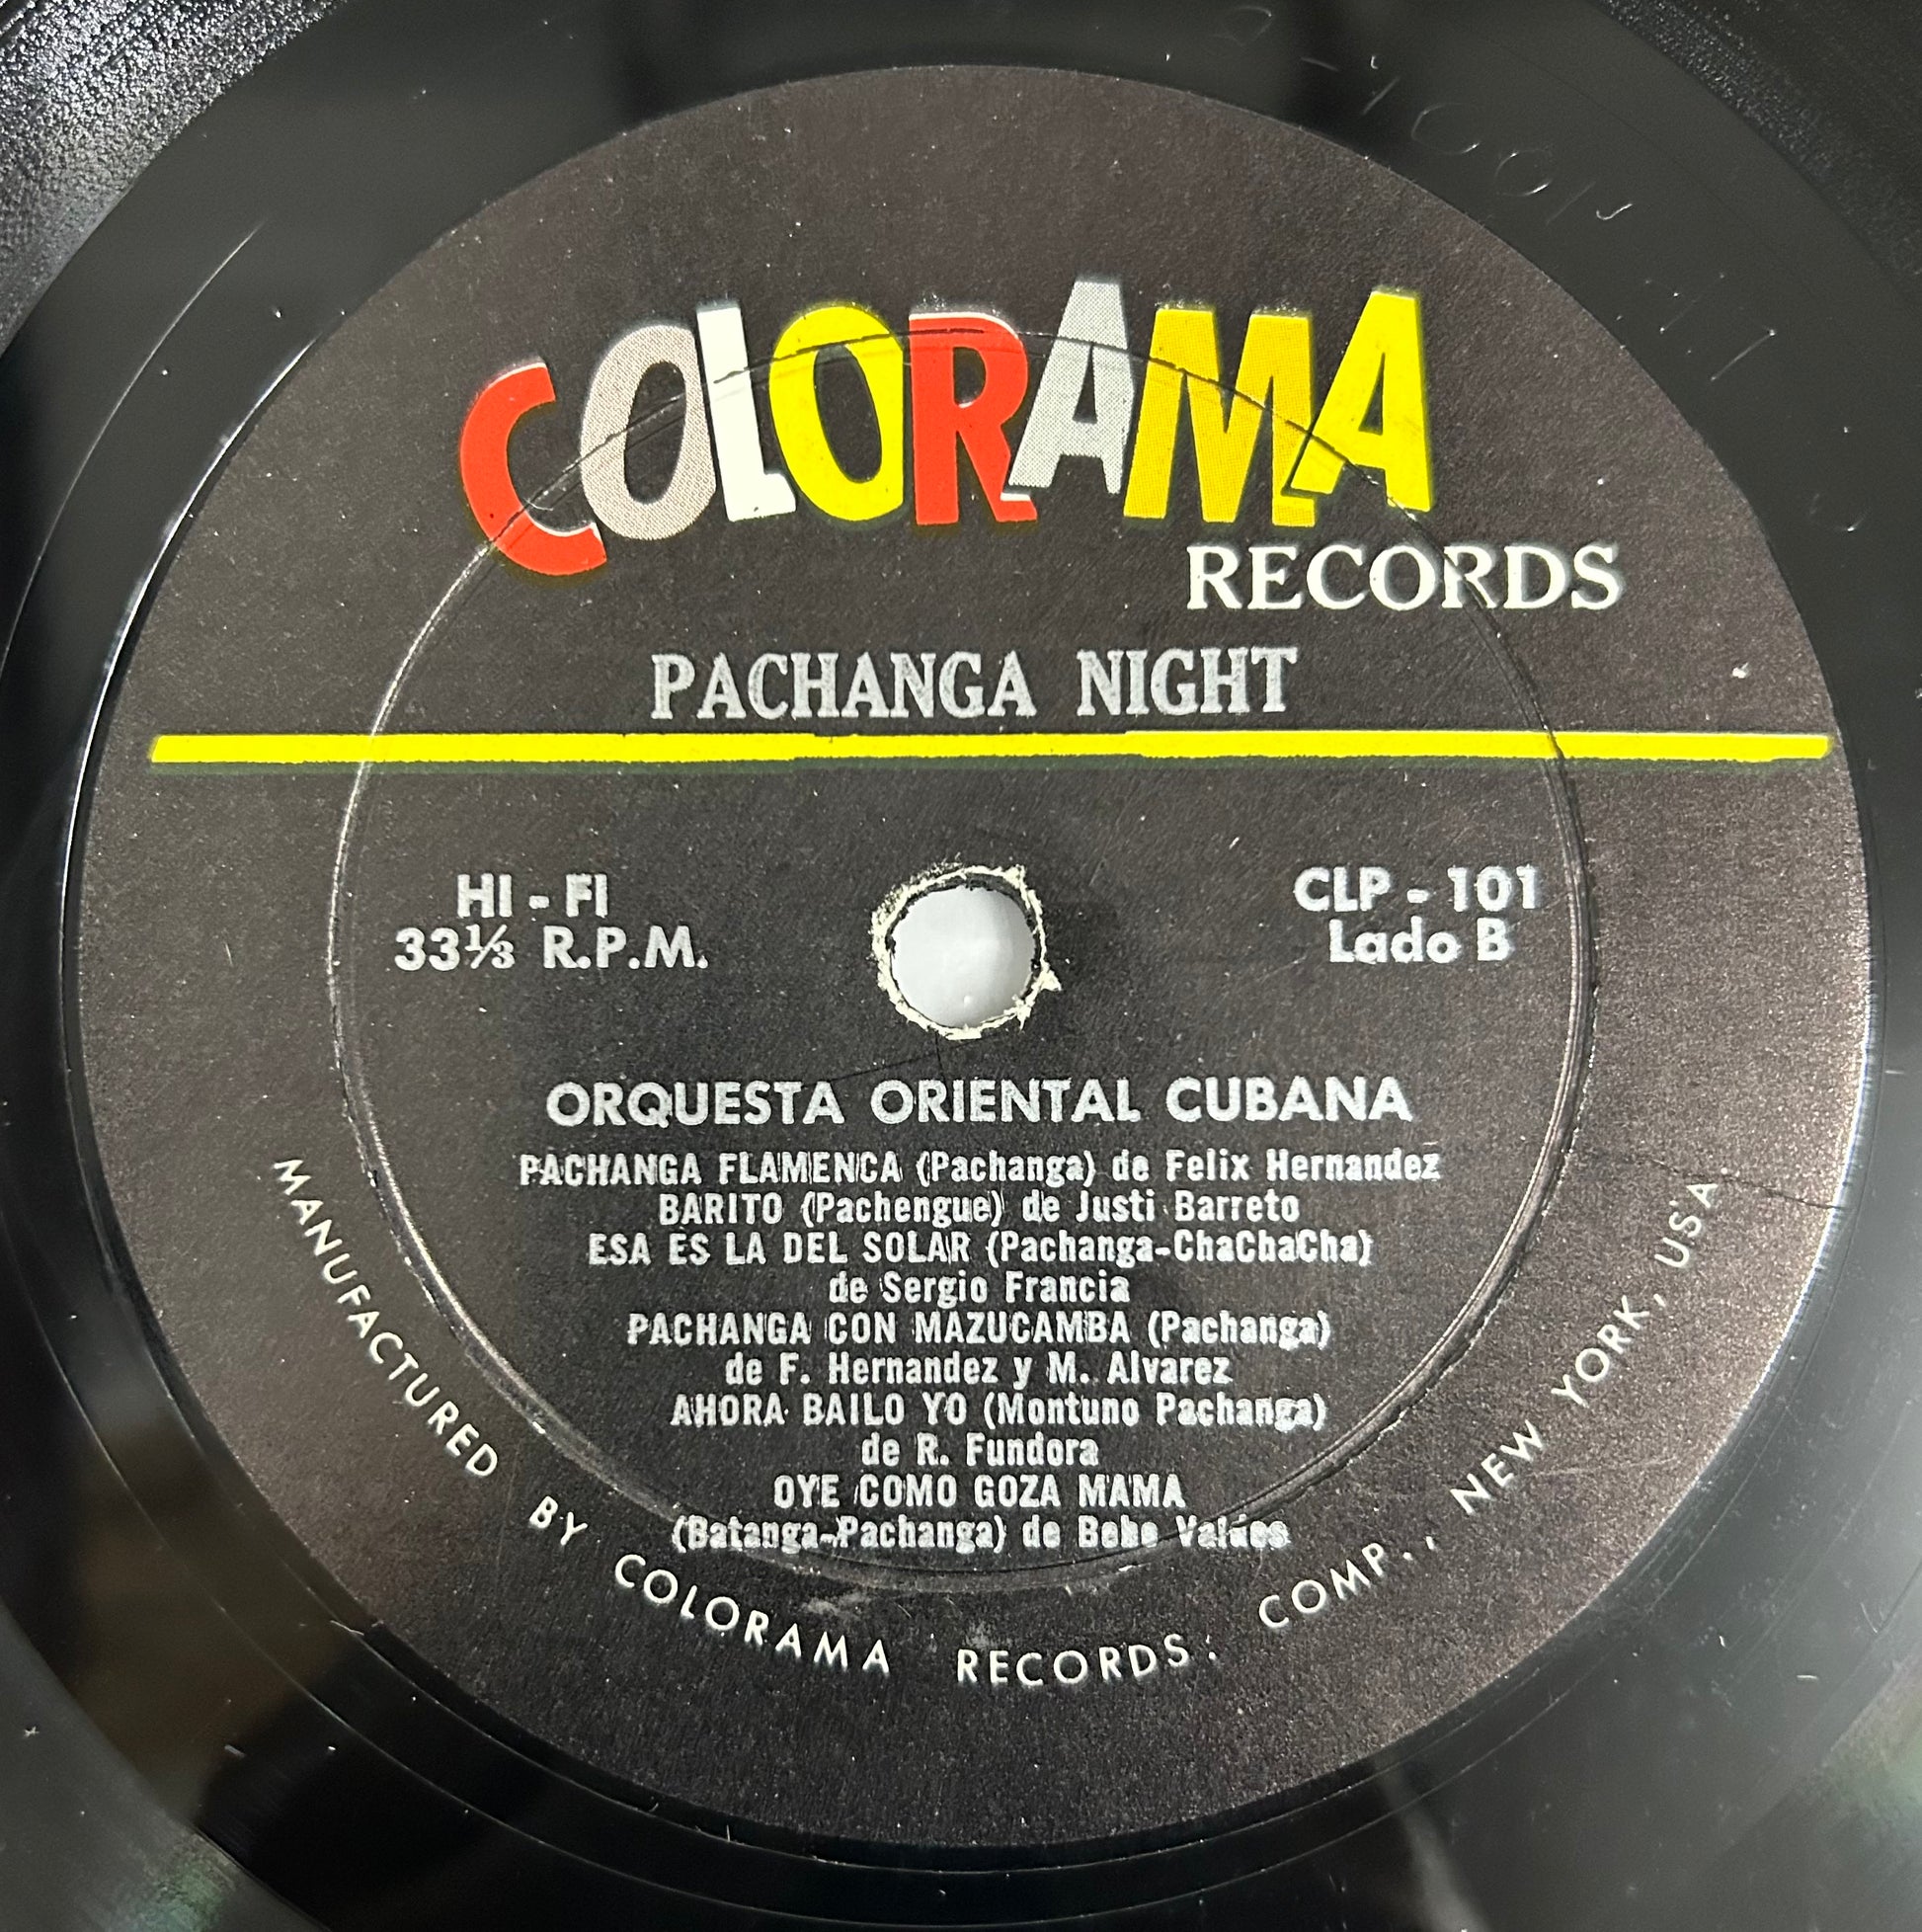 COLORAMA
RECORDS
PACHANGA NIGHT
HI - FI
33⅓ R.P.M.
CLP - 101
Lado B
ORQUESTA ORIENTAL CUBANA
PACHANGA FLAMENCA (Pachanga) de Felix Hernandez
BARITO (Pachengue) de Justi Barreto
ESA ES LA DEL SOLAR (Pachanga-ChaChaCha)
de Sergio Francia
PACHANGA CON MAZUCAMBA (Pachanga)
de F. Hernandez y M. Alvarez
AHORA BAILO YO (Montuno Pachanga)
de R. Fundora
OYE COMO GOZA MAMA
(Batanga-Pachanga) de Bebe Valdes
MANUFACTURED BY COLORAMA RECORDS. COMP., NEW YORK, USA